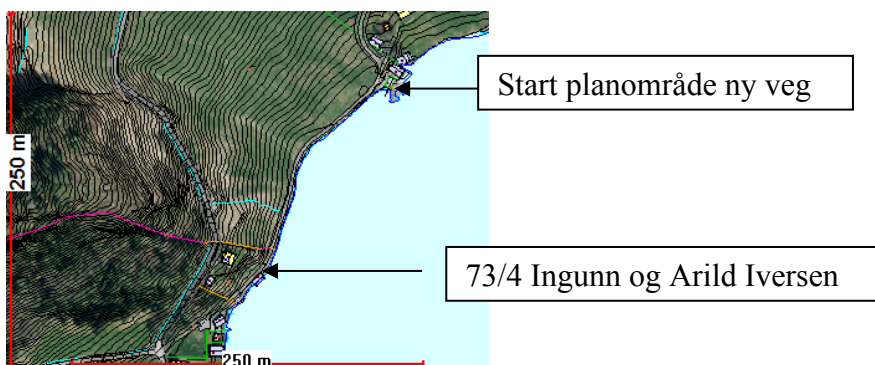 Start planområde ny veg
250 m
73/4 Ingunn og Arild Iversen
250 m